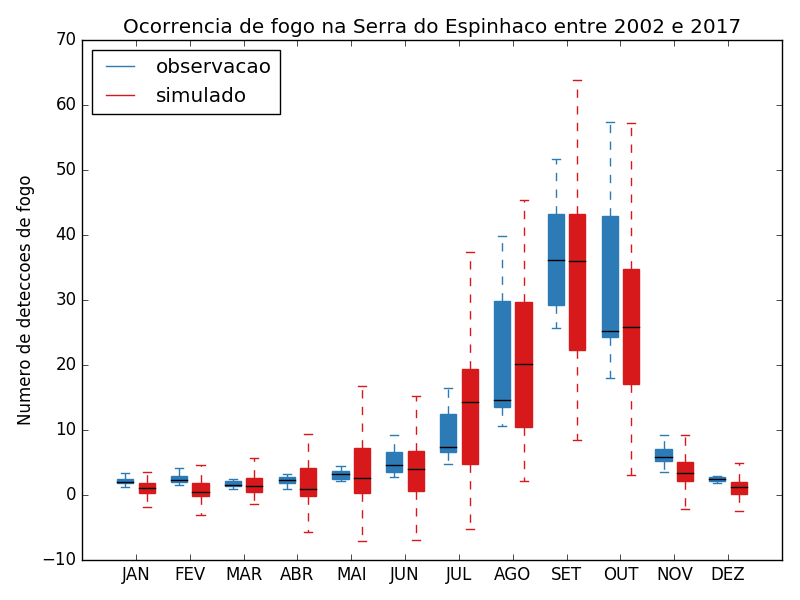 Ocorrencia de fogo na Serra do Espinhaco entre 2002 e 2017
observacao
simulado
Numero de deteccoes de fogo
70
60
50
40
30
20
10
0
−10
JAN FEV MAR ABR MAI JUN JUL AGO SET OUT NOV DEZ